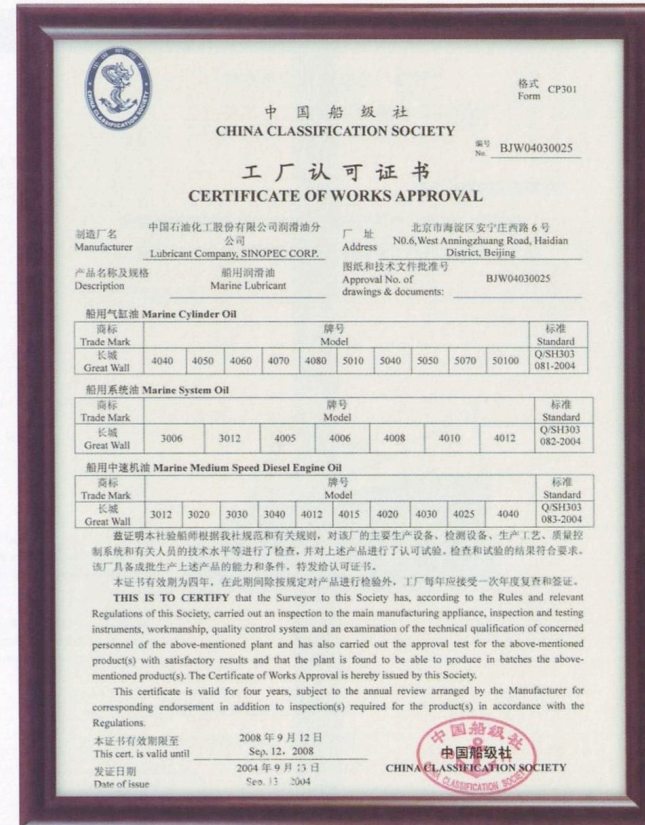 CHINA CLASSIFICATION SOCIETY
格式
Form CP301
中国船级社
CHINA CLASSIFICATION SOCIETY
编号
No. BJW04030025
工厂认可证书
CERTIFICATE OF WORKS APPROVAL
制造厂名 中国石油化工股份有限公司润滑油分公司
Manufacturer Lubricant Company, SINOPEC CORP.
厂 址 北京市海淀区安宁庄西路 6 号
Address N0.6,West Anningzhuang Road, Haidian
District, Beijing
产品名称及规格 船用润滑油
Description Marine Lubricant
图纸和技术文件批准号
Approval No. of BJW04030025
drawings & documents:
船用气缸油 Marine Cylinder Oil
商标 牌号 标准
Trade Mark Model Standard
长城 4040 4050 4060 4070 4080 5010 5040 5050 5070 50100 Q/SH303
Great Wall 081-2004
船用系统油 Marine System Oil
商标 牌号 标准
Trade Mark Model Standard
长城 3006 3012 4005 4006 4008 4010 4012 Q/SH303
Great Wall 082-2004
船用中速机油 Marine Medium Speed Diesel Engine Oil
商标 牌号 标准
Trade Mark Model Standard
长城 3012 3020 3030 3040 4012 4015 4020 4030 4025 4040 Q/SH303
Great Wall 083-2004
兹证明本社验船师根据我社规范和有关规则，对该厂的主要生产设备、检测设备、生产工艺、质量控
制系统和有关人员的技术水平等进行了检查，并对上述产品进行了认可试验。检查和试验的结果符合要求，
该厂具备成批生产上述产品的能力和条件，特发给认可证书。
本证书有效期为四年，在此期间除按规定对产品进行检验外，工厂每年应接受一次年度复查和签证。
THIS IS TO CERTIFY that the Surveyor to this Society has, according to the Rules and relevant
Regulations of this Society, carried out an inspection to the main manufacturing appliance, inspection and testing
instruments, workmanship, quality control system and an examination of the technical qualification of concerned
personnel of the above-mentioned plant and has also carried out the approval test for the above-mentioned
product(s) with satisfactory results and that the plant is found to be able to produce in batches the above-
mentioned product(s). The Certificate of Works Approval is hereby issued by this Society.
This certificate is valid for four years, subject to the annual review arranged by the Manufacturer for
corresponding endorsement in addition to inspection(s) required for the product(s) in accordance with the
Regulations.
本证书有效期限至 2008 年 9 月 12 日
This cert. is valid until Sep. 12，2008
发证日期 2004 年 9 月 13 日
Date of issue Sep. 13 2004
中国船级社
中国船级社
CHINA CLASSIFICATION SOCIETY
CHINA CLASSIFICATION SOCIETY